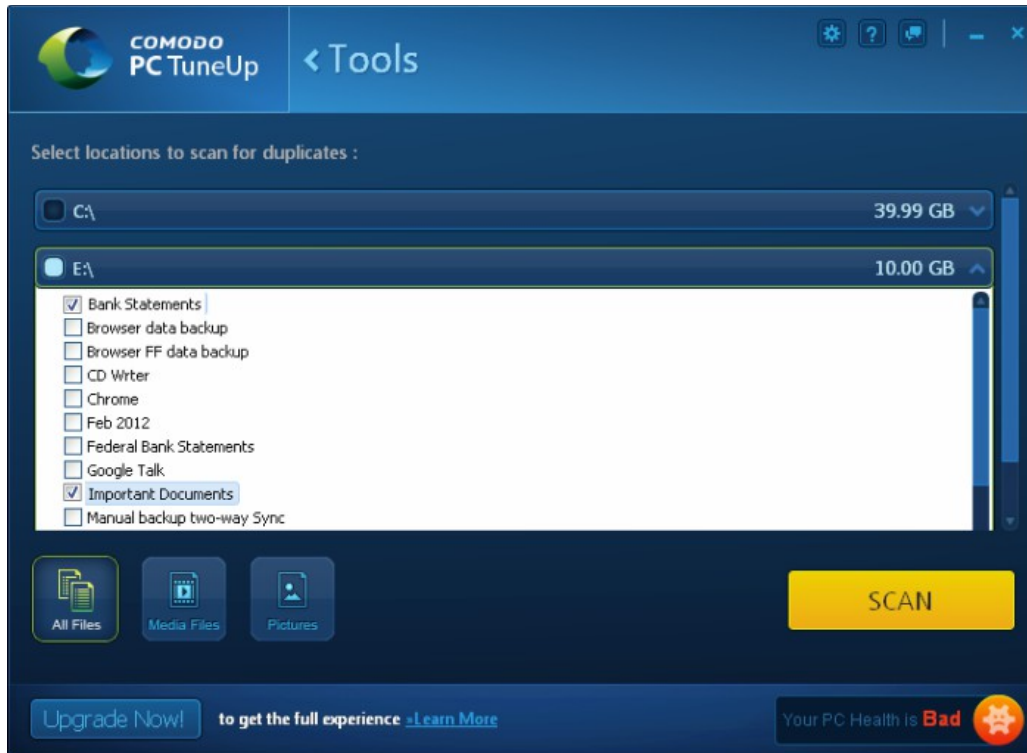 COMODO
PC TuneUp
< Tools
?
Select locations to scan for duplicates :
C:\ 39.99 GB
E:\ 10.00 GB
Bank Statements
Browser data backup
Browser FF data backup
CD Wrter
Chrome
Feb 2012
Federal Bank Statements
Google Talk
Important Documents
Manual backup two-way Sync
All Files Media Files Pictures
SCAN
Upgrade Now! to get the full experience »Learn More
Your PC Health is Bad